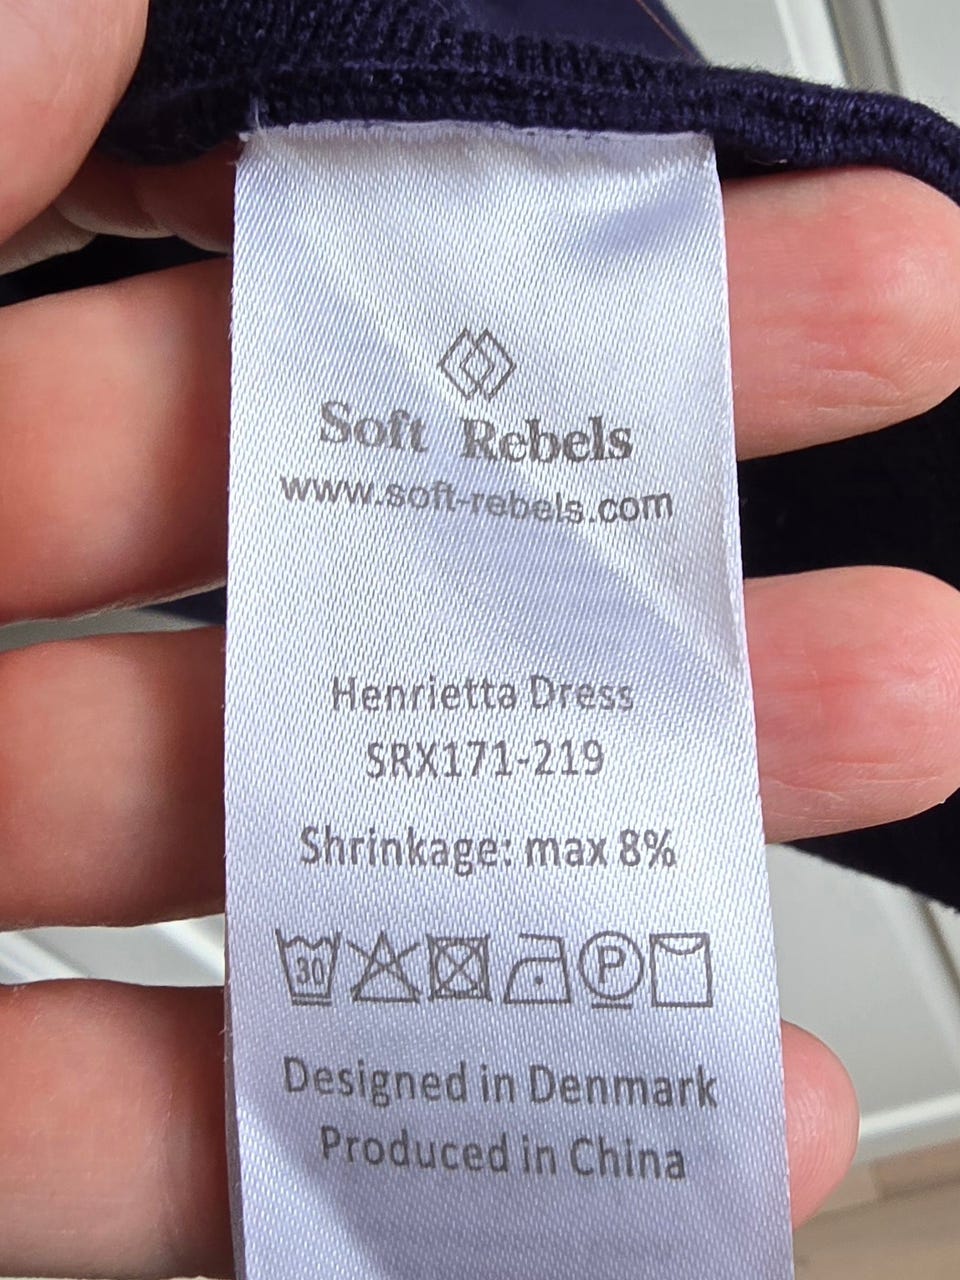 Soft Rebels
www.soft-rebels.com
Henrietta Dress
SRX171-219
Shrinkage: max 8%
30 P
Designed in Denmark
Produced in China